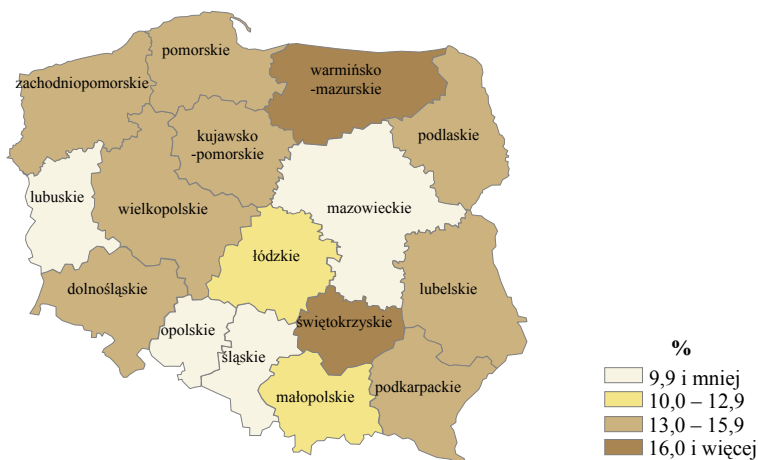 pomorskie
zachodniopomorskie
warmińsko
-mazurskie
kujawsko
-pomorskie
podlaskie
lubuskie
wielkopolskie
mazowieckie
łódzkie
dolnośląskie
lubelskie
opolskie
świętokrzyskie
śląskie
podkarpackie
małopolskie
%
9,9 i mniej
10,0 – 12,9
13,0 – 15,9
16,0 i więcej